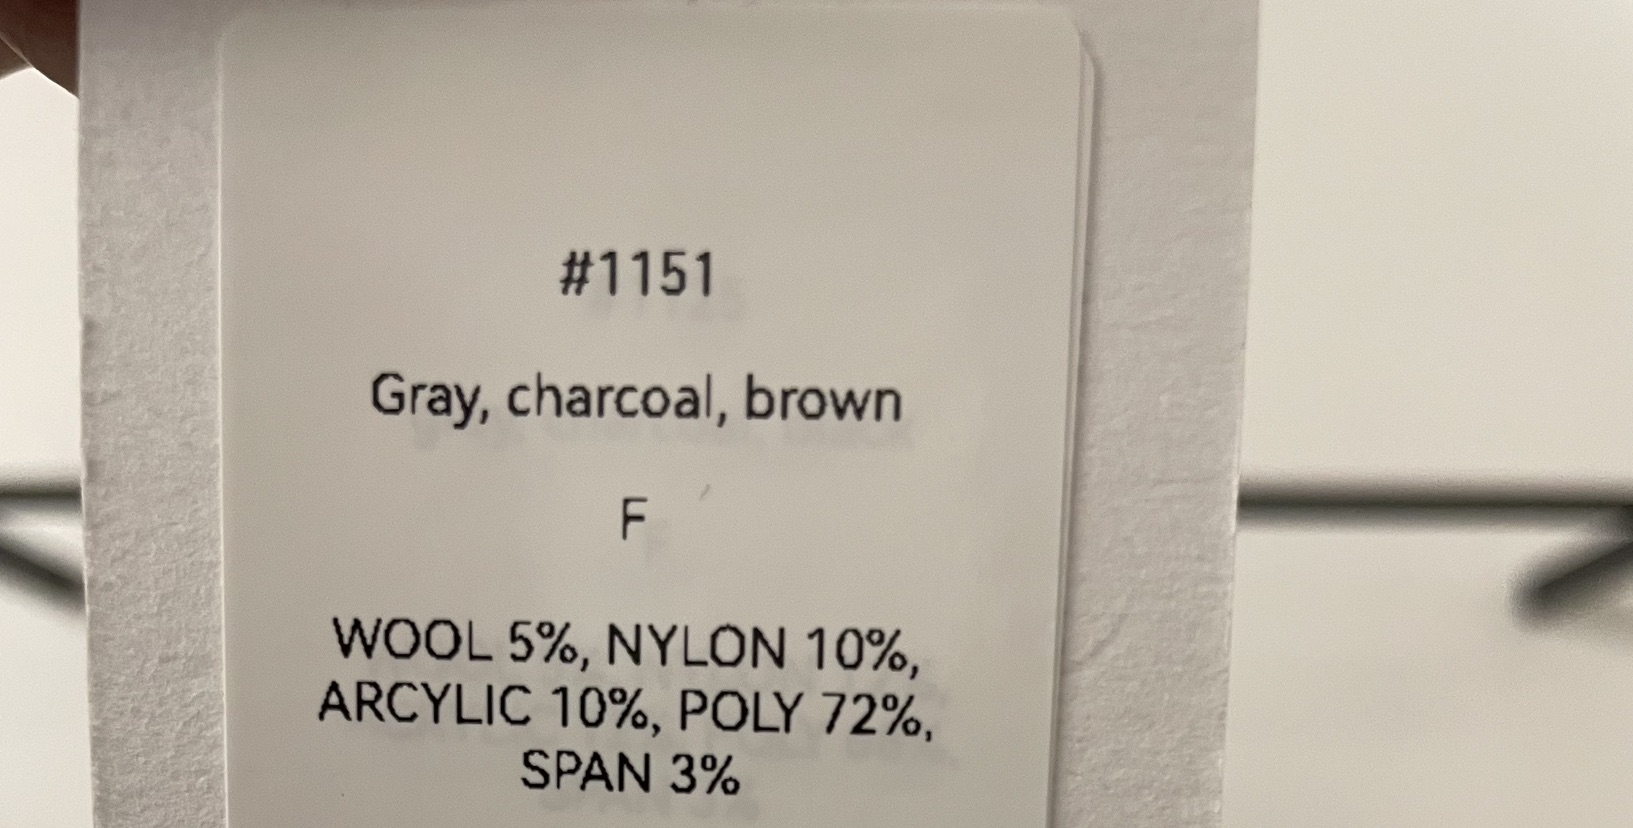 #1151
Gray, charcoal, brown
F
WOOL 5%, NYLON 10%,
ARCYLIC 10%, POLY 72%,
SPAN 3%